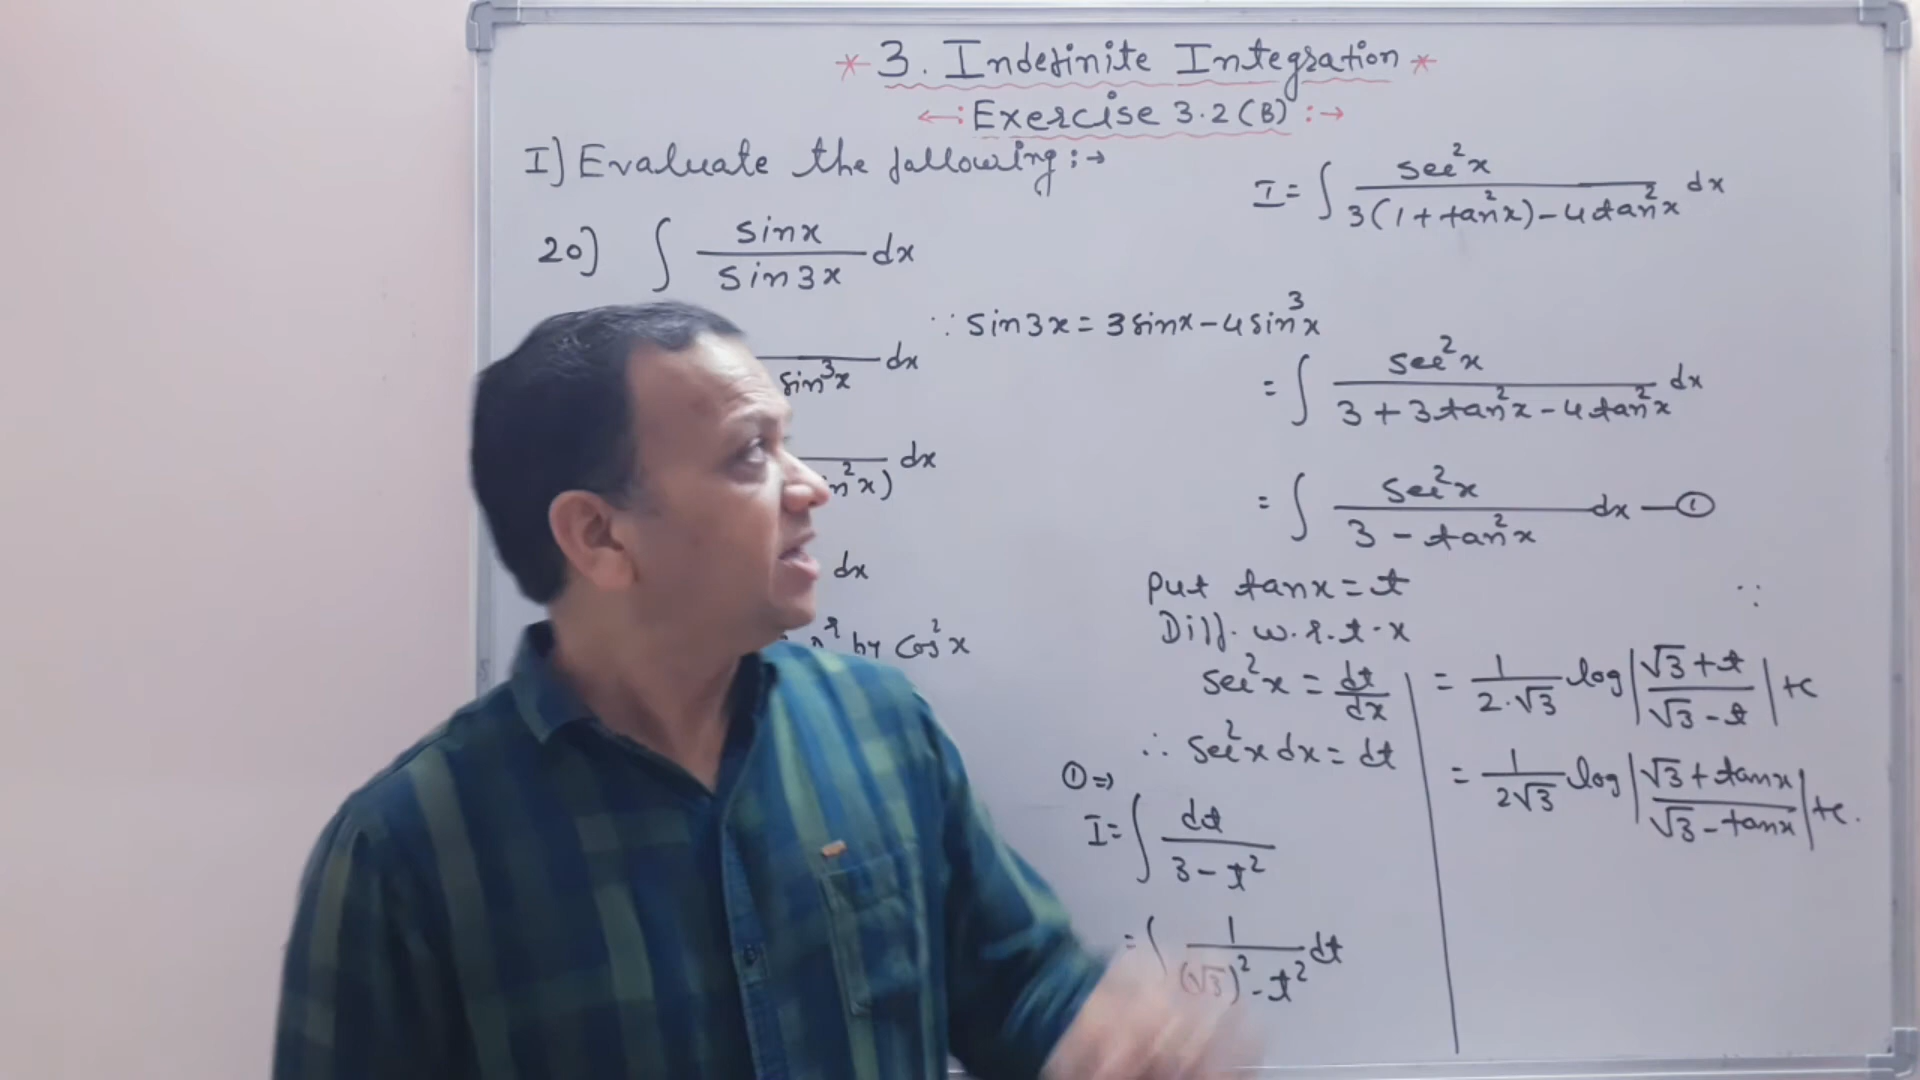 * 3. Indefinite Integration *
←: Exercise 3.2 (B) :→
I] Evaluate the following :→
20) ∫ sinx / sin3x dx
∵ sin3x = 3sinx - 4sin³x
dx
sin³x
dx
in²x)
dx
by cos²x
I = ∫ sec²x / 3(1 + tan²x) - 4tan²x dx
= ∫ sec²x / 3 + 3tan²x - 4tan²x dx
= ∫ sec²x / 3 - tan²x dx — ①
Put tanx = t
Diff. w.r.t. x
sec²x = dt/dx
∴ sec²x dx = dt
① ⇒
I = ∫ dt / 3 - t²
= ∫ 1 / (√3)² - t² dt
∵
= 1 / 2·√3 log | √3 + t / √3 - t | + c
= 1 / 2√3 log | √3 + tanx / √3 - tanx | + c.